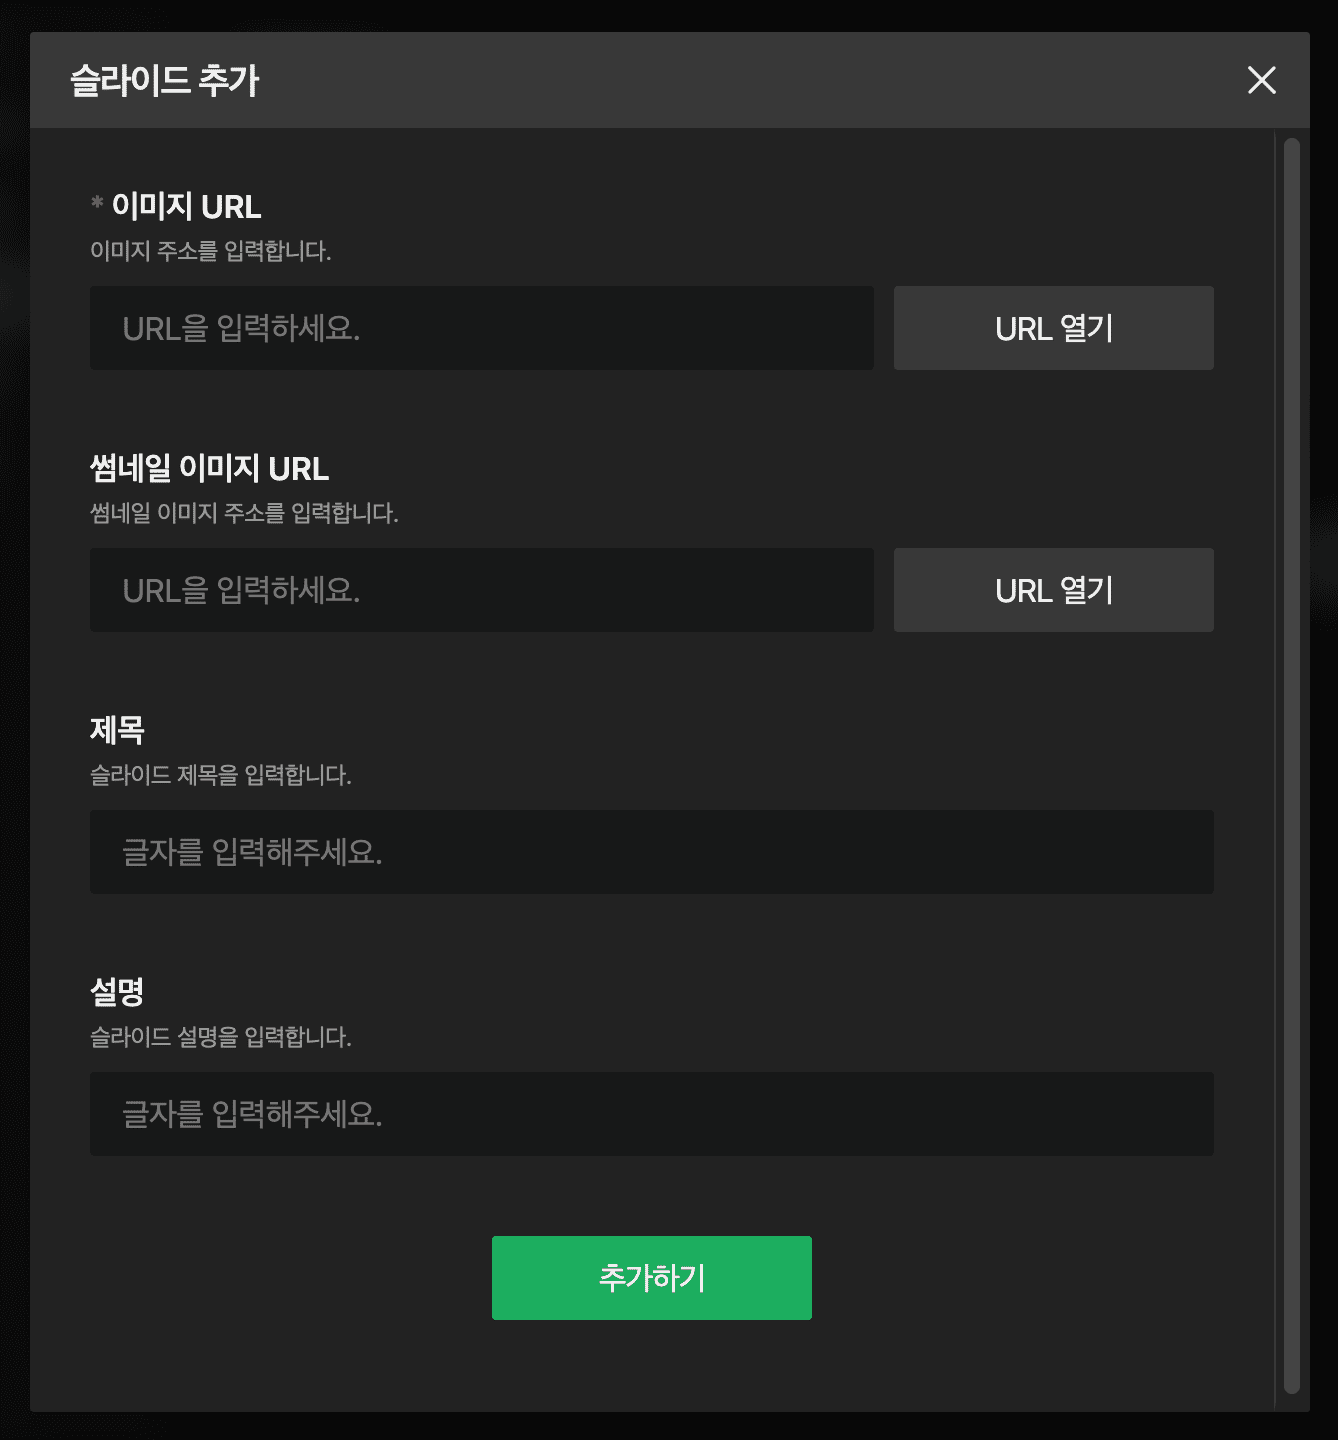 슬라이드 추가
* 이미지 URL
이미지 주소를 입력합니다.
URL을 입력하세요.
URL 열기
썸네일 이미지 URL
썸네일 이미지 주소를 입력합니다.
URL을 입력하세요.
URL 열기
제목
슬라이드 제목을 입력합니다.
글자를 입력해주세요.
설명
슬라이드 설명을 입력합니다.
글자를 입력해주세요.
추가하기